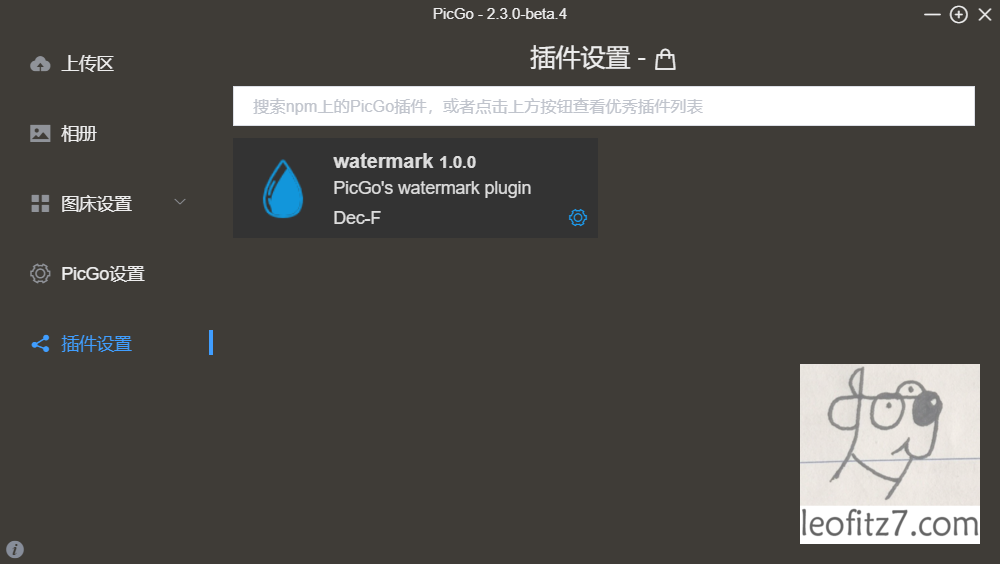 PicGo - 2.3.0-beta.4
上传区
相册
图床设置
PicGo设置
插件设置
插件设置 -
搜索npm上的PicGo插件，或者点击上方按钮查看优秀插件列表
watermark 1.0.0
PicGo's watermark plugin
Dec-F
dog
leofitz7.com
i